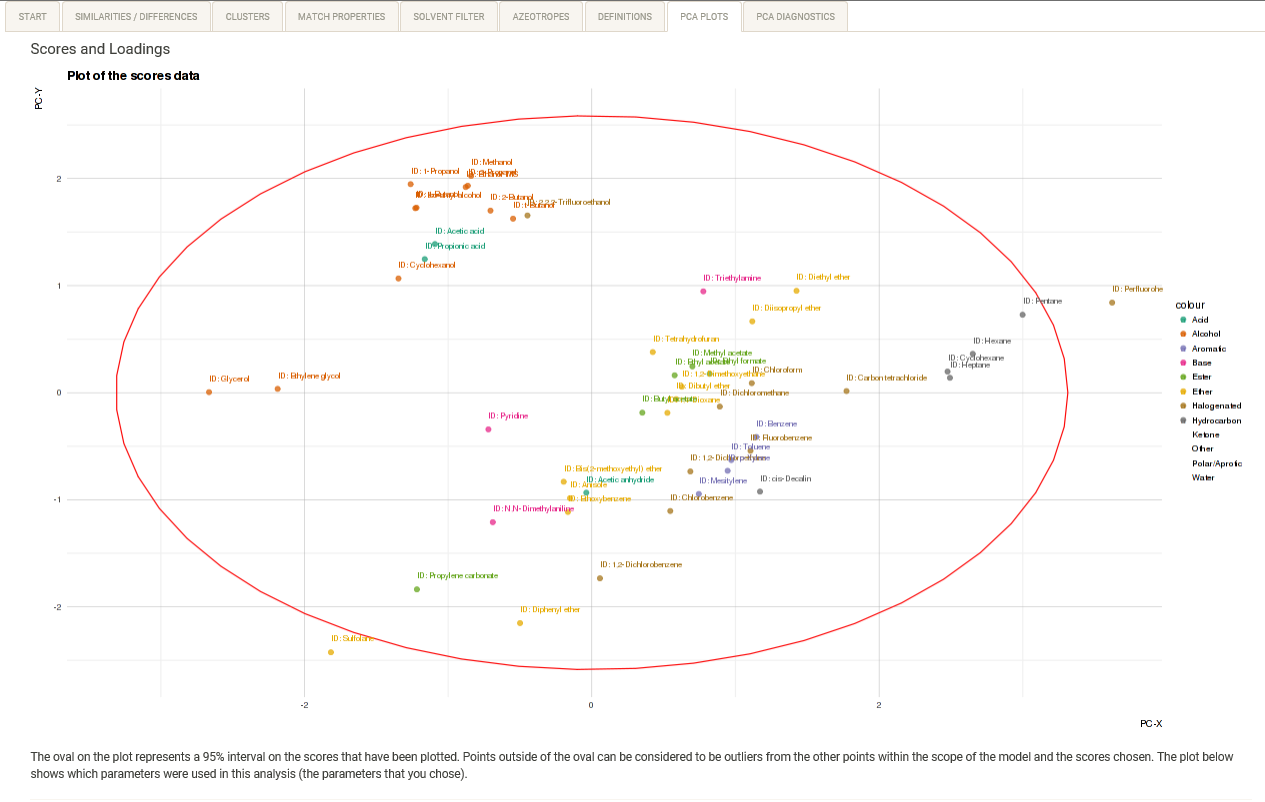 START SIMILARITIES / DIFFERENCES CLUSTERS MATCH PROPERTIES SOLVENT FILTER AZEOTROPES DEFINITIONS PCA PLOTS PCA DIAGNOSTICS
Scores and Loadings
Plot of the scores data
PC-Y
2
1
0
-1
-2
ID: Methanol
ID: 1-Propanol
ID: 2-Butanol
Trifluoroethanol
ID: Acetic acid
ID: Propionic acid
ID: Cyclohexanol
ID: Triethylamine
ID: Diethyl ether
ID: Perfluorohe
ID: Pentane
ID: Diisopropyl ether
ID: Tetrahydrofuran
ID: Hexane
ID: Methyl acetate
ID: Cyclohexane
ID: Heptane
ID: Chloroform
ID: Glycerol
ID: Ethylene glycol
ID: Carbon tetrachloride
ID: Dibutyl ether
ID: Dichloromethane
ID: Pyridine
ID: Benzene
ID: Fluorobenzene
ID: Toluene
ID: Bis(2-methoxyethyl) ether
ID: Acetic anhydride
ID: Mesitylene
ID: cis-Decalin
ID: Anisole
ID: Ethoxybenzene
ID: Chlorobenzene
ID: N,N-Dimethylaniline
ID: 1,2-Dichlorobenzene
ID: Propylene carbonate
ID: Diphenyl ether
ID: Sulfolane
colour
Acid
Alcohol
Aromatic
Base
Ester
Ether
Halogenated
Hydrocarbon
Ketone
Other
Polar/Aprotic
Water
-2 0 2
PC-X
The oval on the plot represents a 95% interval on the scores that have been plotted. Points outside of the oval can be considered to be outliers from the other points within the scope of the model and the scores chosen. The plot below
shows which parameters were used in this analysis (the parameters that you chose).